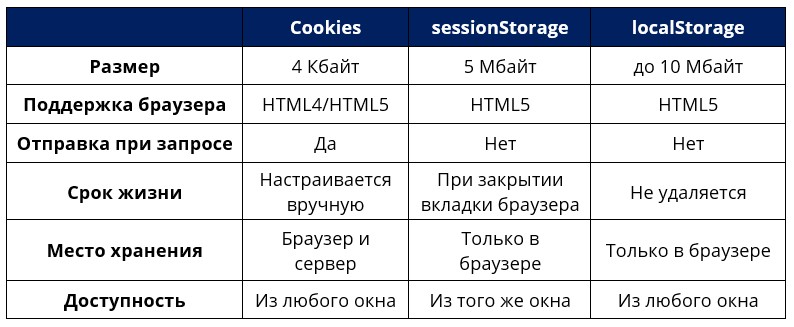 Cookies sessionStorage localStorage
Размер 4 Кбайт 5 Мбайт до 10 Мбайт
Поддержка браузера HTML4/HTML5 HTML5 HTML5
Отправка при запросе Да Нет Нет
Срок жизни Настраивается вручную При закрытии вкладки браузера Не удаляется
Место хранения Браузер и сервер Только в браузере Только в браузере
Доступность Из любого окна Из того же окна Из любого окна